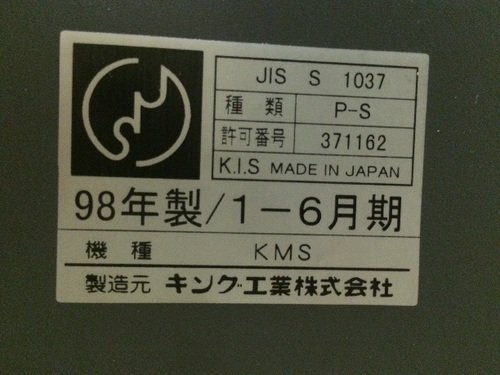 JIS S 1037
種類 P-S
許可番号 371162
K.I.S MADE IN JAPAN
98年製/1-6月期
機種 KMS
製造元 キング工業株式会社